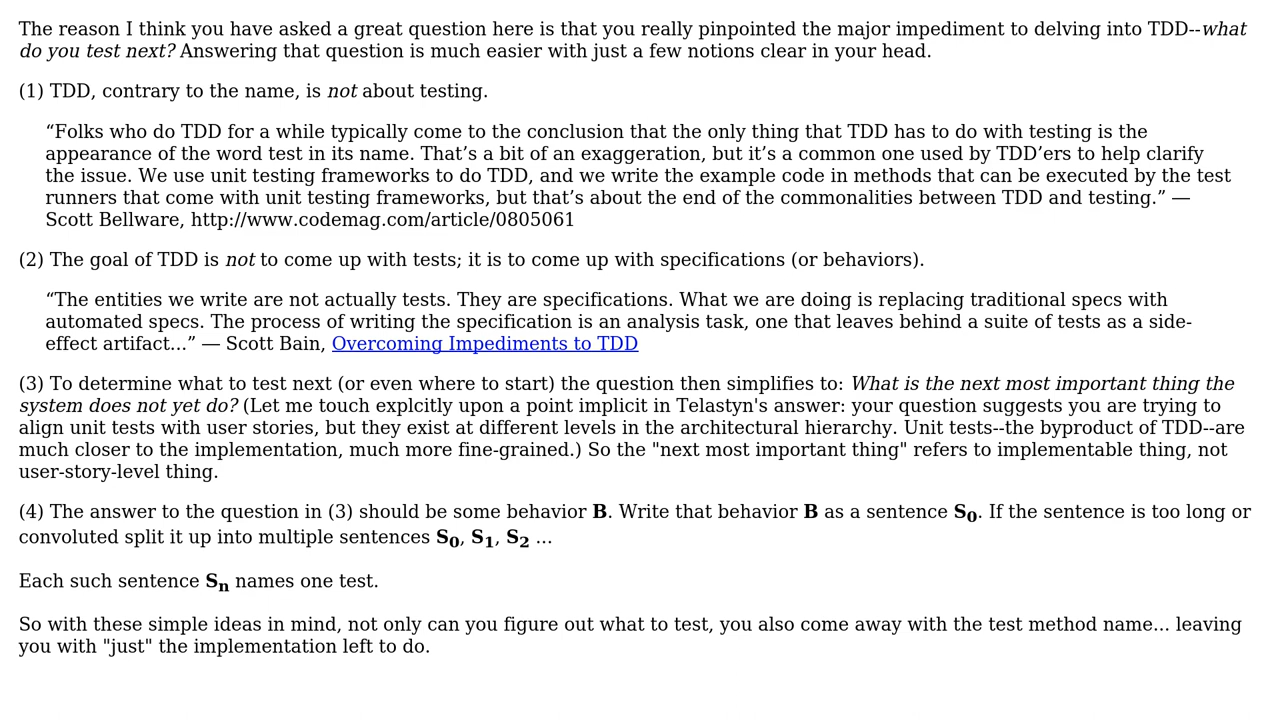 The reason I think you have asked a great question here is that you really pinpointed the major impediment to delving into TDD--what
do you test next? Answering that question is much easier with just a few notions clear in your head.
(1) TDD, contrary to the name, is not about testing.
“Folks who do TDD for a while typically come to the conclusion that the only thing that TDD has to do with testing is the
appearance of the word test in its name. That’s a bit of an exaggeration, but it’s a common one used by TDD’ers to help clarify
the issue. We use unit testing frameworks to do TDD, and we write the example code in methods that can be executed by the test
runners that come with unit testing frameworks, but that’s about the end of the commonalities between TDD and testing.” —
Scott Bellware, http://www.codemag.com/article/0805061
(2) The goal of TDD is not to come up with tests; it is to come up with specifications (or behaviors).
“The entities we write are not actually tests. They are specifications. What we are doing is replacing traditional specs with
automated specs. The process of writing the specification is an analysis task, one that leaves behind a suite of tests as a side-
effect artifact...” — Scott Bain, Overcoming Impediments to TDD
(3) To determine what to test next (or even where to start) the question then simplifies to: What is the next most important thing the
system does not yet do? (Let me touch explcitly upon a point implicit in Telastyn's answer: your question suggests you are trying to
align unit tests with user stories, but they exist at different levels in the architectural hierarchy. Unit tests--the byproduct of TDD--are
much closer to the implementation, much more fine-grained.) So the "next most important thing" refers to implementable thing, not
user-story-level thing.
(4) The answer to the question in (3) should be some behavior B. Write that behavior B as a sentence S0. If the sentence is too long or
convoluted split it up into multiple sentences S0, S1, S2 ...
Each such sentence Sn names one test.
So with these simple ideas in mind, not only can you figure out what to test, you also come away with the test method name... leaving
you with "just" the implementation left to do.